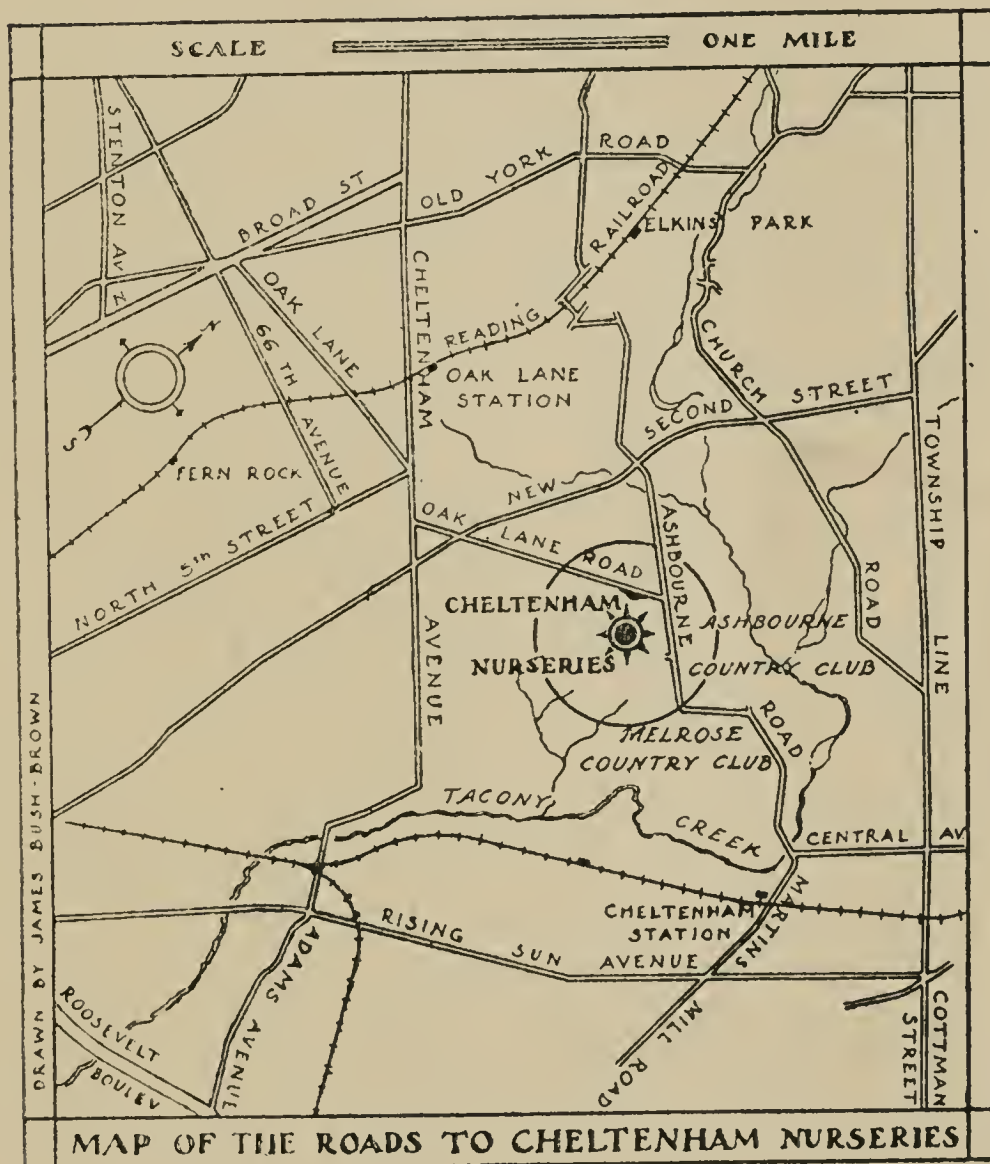 SCALE ONE MILE
STENTON AV
N
BROAD ST
OLD YORK ROAD
RAILROAD
ELKINS PARK
CHELTENHAM
OAK LANE
66TH AVENUE
READING
OAK LANE
STATION
CHURCH
SECOND STREET
S
FERN ROCK
TOWNSHIP
NEW
NORTH 5TH STREET
OAK LANE ROAD
ASHBOURNE
ROAD
CHELTENHAM
NURSERIES
AVENUE
ASHBOURNE
COUNTRY CLUB
LINE
ROAD
MELROSE
COUNTRY CLUB
TACONY
CREEK
CENTRAL AV
CHELTENHAM
STATION
MARTINS
RISING SUN AVENUE
ADAMS AVENUE
MILL ROAD
ROOSEVELT
BOULEV
COTTMAN
STREET
DRAWN BY JAMES BUSH-BROWN
MAP OF THE ROADS TO CHELTENHAM NURSERIES